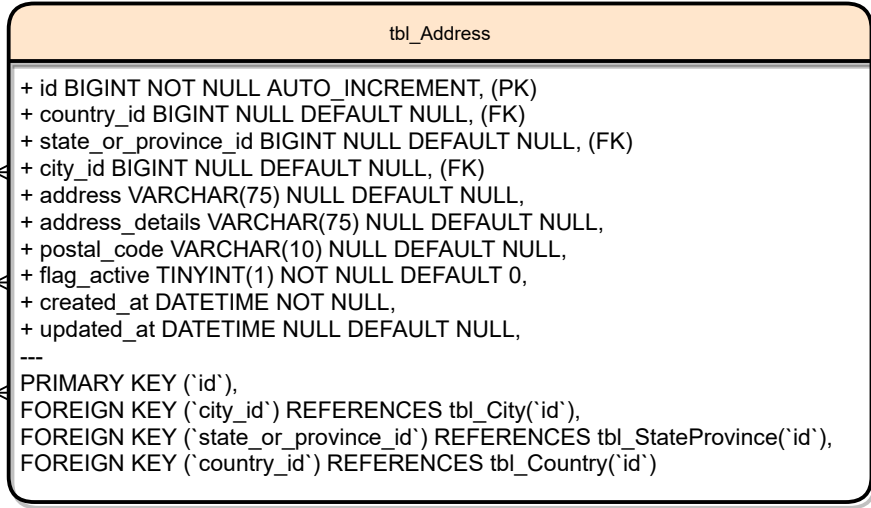 tbl_Address
+ id BIGINT NOT NULL AUTO_INCREMENT, (PK)
+ country_id BIGINT NULL DEFAULT NULL, (FK)
+ state_or_province_id BIGINT NULL DEFAULT NULL, (FK)
+ city_id BIGINT NULL DEFAULT NULL, (FK)
+ address VARCHAR(75) NULL DEFAULT NULL,
+ address_details VARCHAR(75) NULL DEFAULT NULL,
+ postal_code VARCHAR(10) NULL DEFAULT NULL,
+ flag_active TINYINT(1) NOT NULL DEFAULT 0,
+ created_at DATETIME NOT NULL,
+ updated_at DATETIME NULL DEFAULT NULL,
---
PRIMARY KEY (`id`),
FOREIGN KEY (`city_id`) REFERENCES tbl_City(`id`),
FOREIGN KEY (`state_or_province_id`) REFERENCES tbl_StateProvince(`id`),
FOREIGN KEY (`country_id`) REFERENCES tbl_Country(`id`)